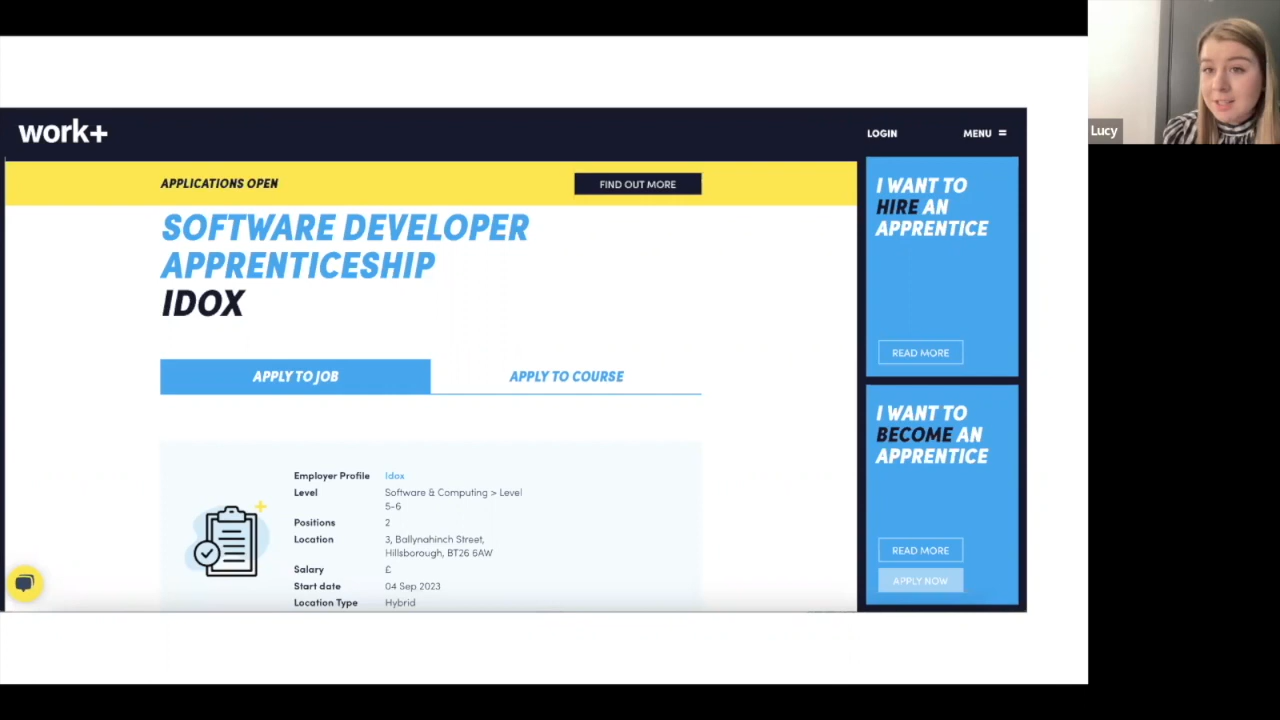 work+
LOGIN
MENU
APPLICATIONS OPEN
FIND OUT MORE
SOFTWARE DEVELOPER
APPRENTICESHIP
IDOX
APPLY TO JOB
APPLY TO COURSE
Employer Profile Idox
Level Software & Computing > Level
5-6
Positions 2
Location 3, Ballynahinch Street,
Hillsborough, BT26 6AW
Salary £
Start date 04 Sep 2023
Location Type Hybrid
I WANT TO
HIRE AN
APPRENTICE
READ MORE
I WANT TO
BECOME AN
APPRENTICE
READ MORE
APPLY NOW
Lucy